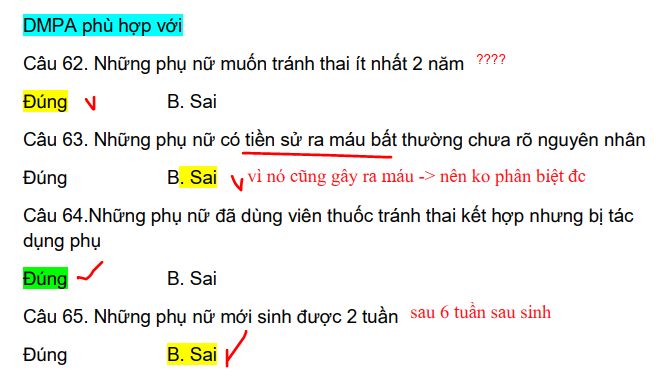 DMPA phù hợp với
Câu 62. Những phụ nữ muốn tránh thai ít nhất 2 năm ????
Đúng B. Sai
Câu 63. Những phụ nữ có tiền sử ra máu bất thường chưa rõ nguyên nhân
Đúng B. Sai vì nó cũng gây ra máu -> nên ko phân biệt đc
Câu 64.Những phụ nữ đã dùng viên thuốc tránh thai kết hợp nhưng bị tác
dụng phụ
Đúng B. Sai
Câu 65. Những phụ nữ mới sinh được 2 tuần sau 6 tuần sau sinh
Đúng B. Sai